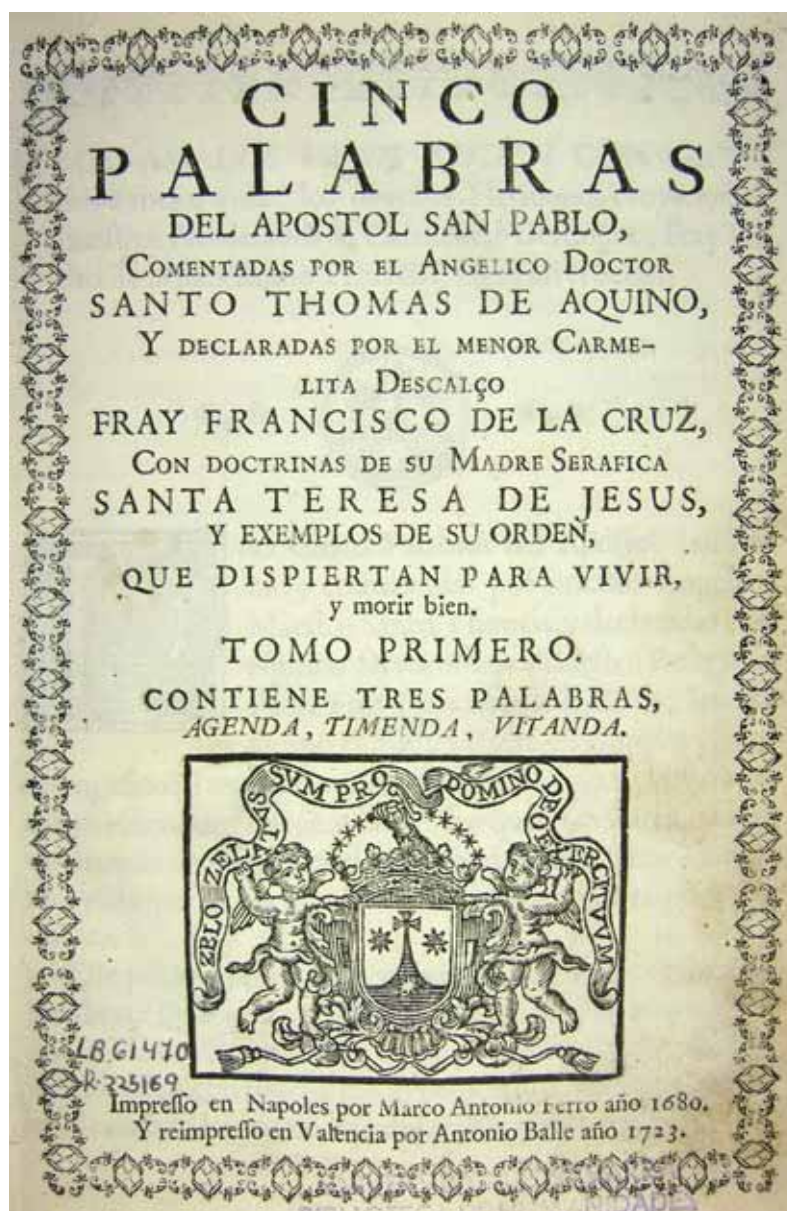 CINCO
PALABRAS
DEL APOSTOL SAN PABLO,
COMENTADAS POR EL ANGELICO DOCTOR
SANTO THOMAS DE AQUINO,
Y DECLARADAS POR EL MENOR CARME-
LITA DESCALÇO
FRAY FRANCISCO DE LA CRUZ,
CON DOCTRINAS DE SU MADRE SERAFICA
SANTA TERESA DE JESUS,
Y EXEMPLOS DE SU ORDEN,
QUE DISPIERTAN PARA VIVIR,
y morir bien.
TOMO PRIMERO.
CONTIENE TRES PALABRAS,
AGENDA, TIMENDA, VITANDA.
ZELO ZELATUS SVM PRO DOMINO DEO EXERCITVVM
LB G1470
R-225169
Impresso en Napoles por Marco Antonio Ferro año 1680.
Y reimpresso en Valencia por Antonio Balle año 1723.